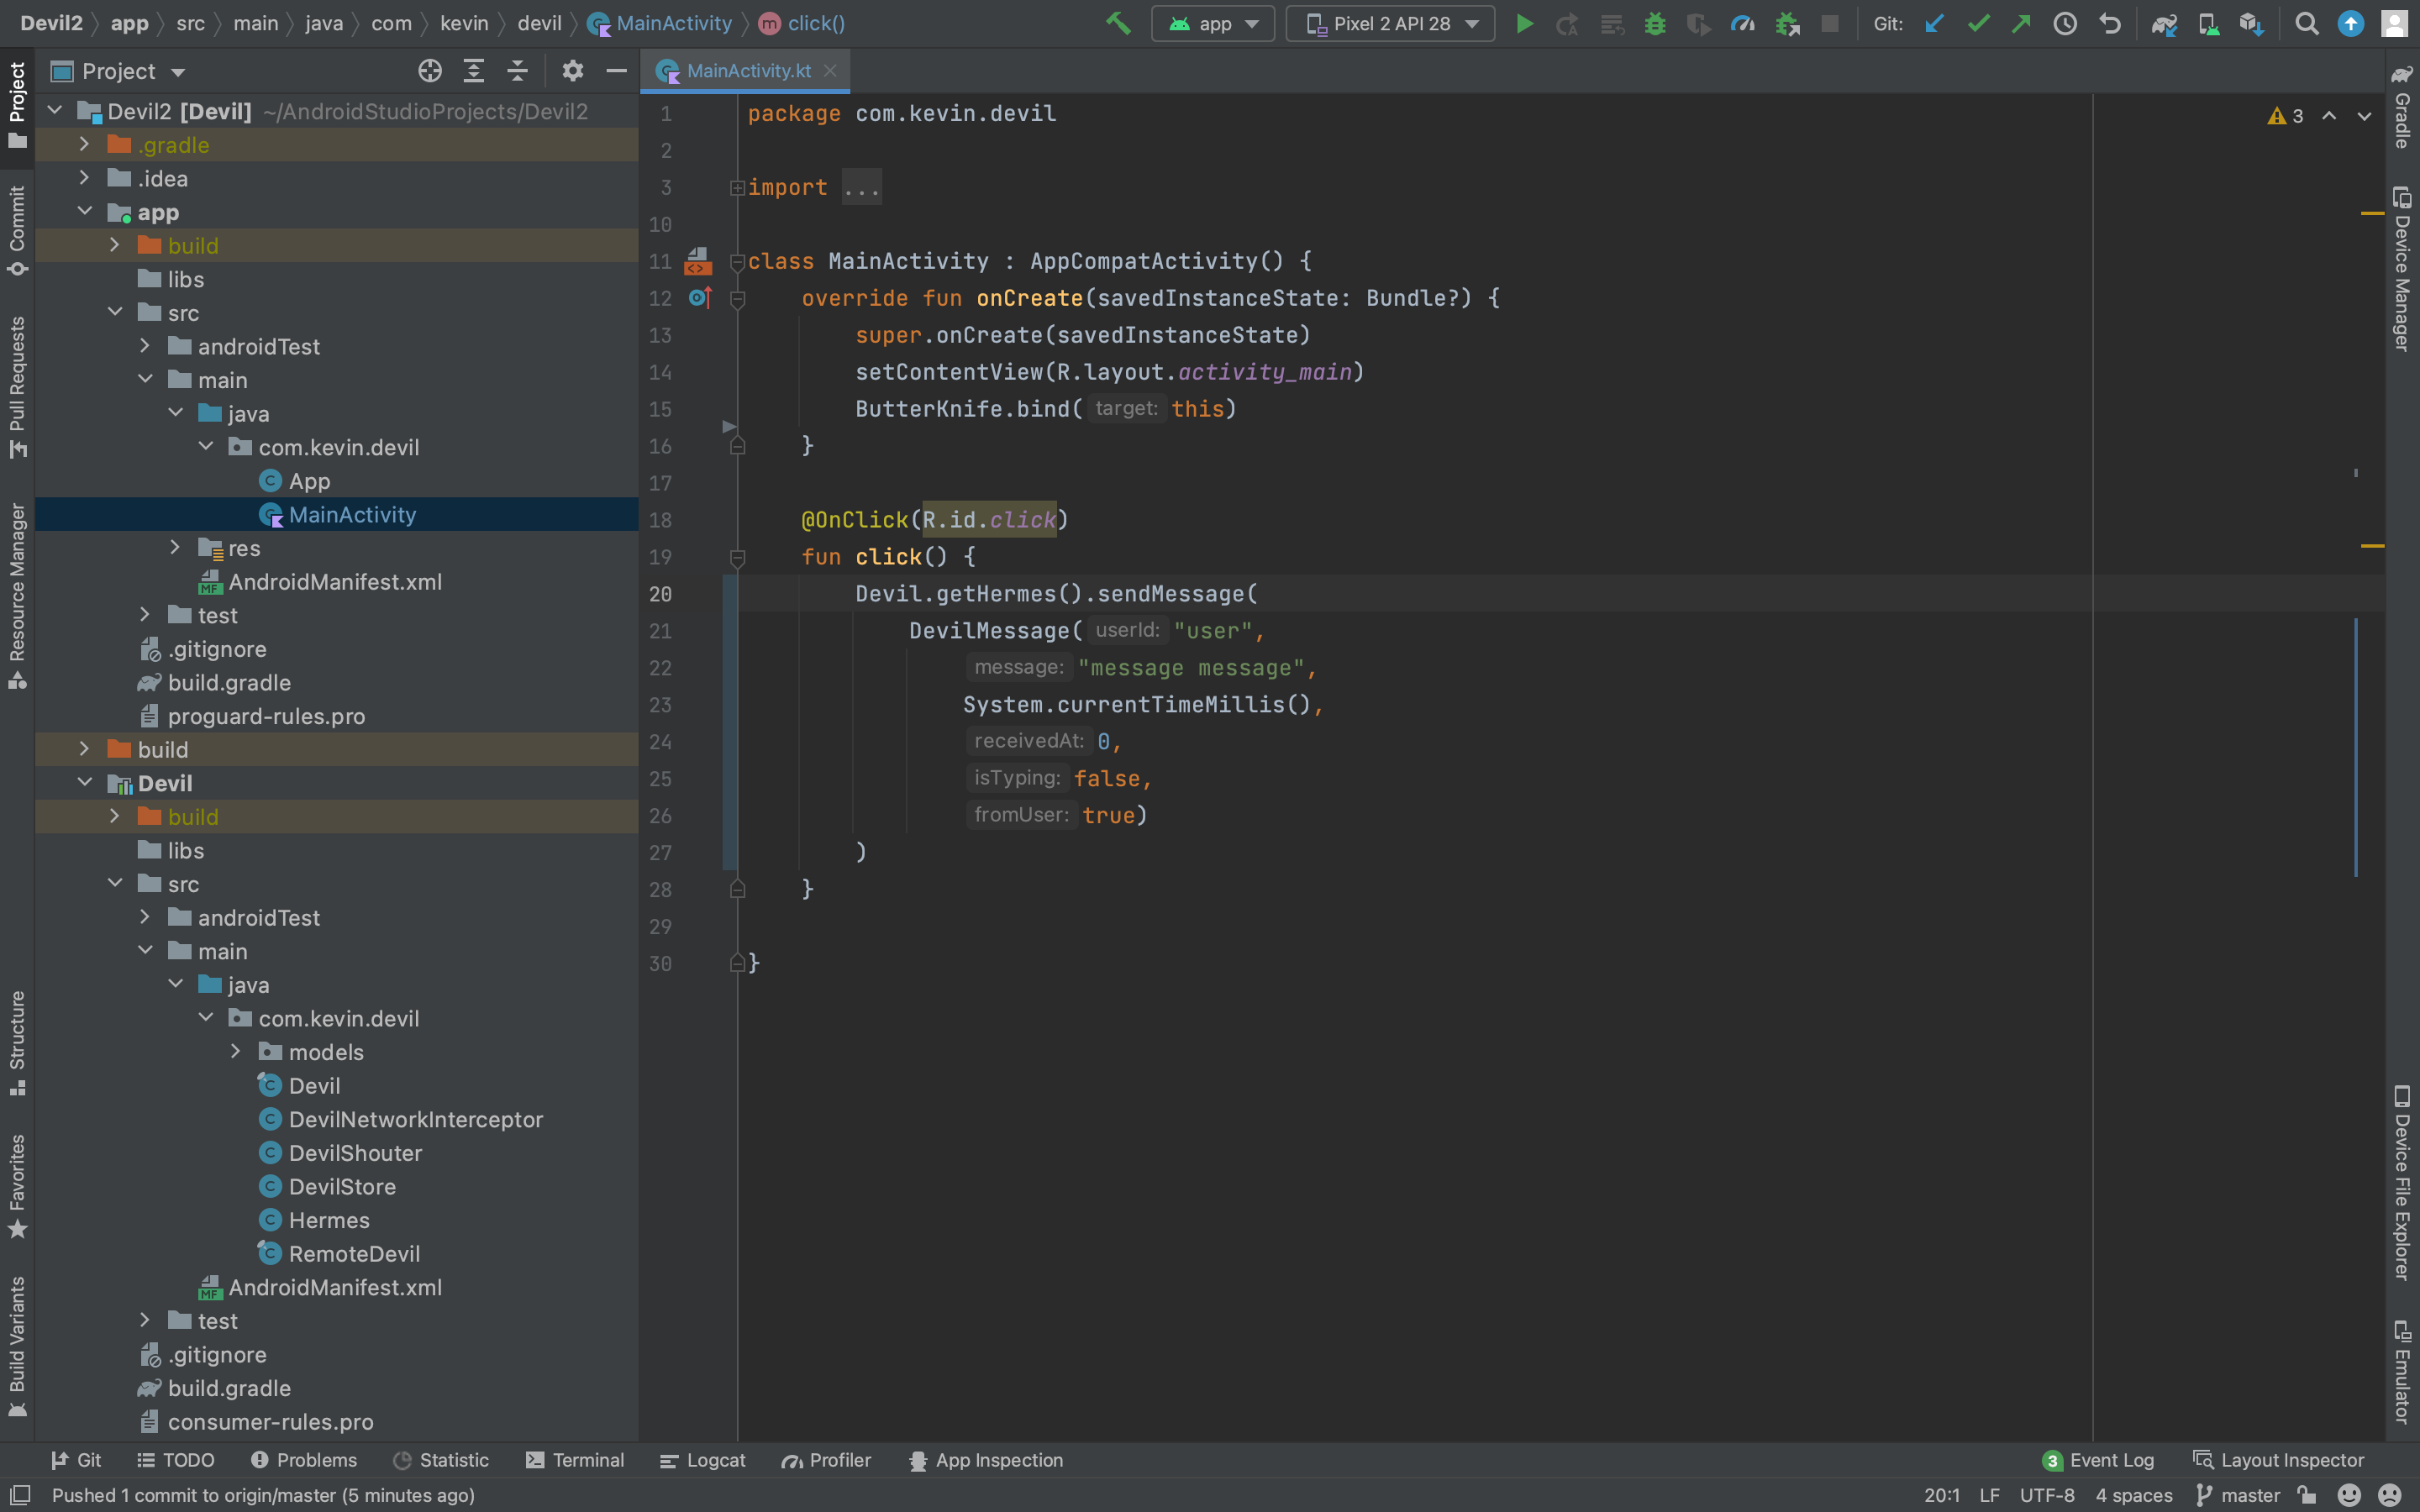 Devil2 app src main java com kevin devil MainActivity click()
app
Pixel 2 API 28
Git:
Project
MainActivity.kt
Project
Commit
Pull Requests
Resource Manager
Structure
Favorites
Build Variants
Devil2 [Devil] ~/AndroidStudioProjects/Devil2
.gradle
.idea
app
build
libs
src
androidTest
main
java
com.kevin.devil
App
MainActivity
res
AndroidManifest.xml
test
.gitignore
build.gradle
proguard-rules.pro
build
Devil
build
libs
src
androidTest
main
java
com.kevin.devil
models
Devil
DevilNetworkInterceptor
DevilShouter
DevilStore
Hermes
RemoteDevil
AndroidManifest.xml
test
.gitignore
build.gradle
consumer-rules.pro
1 package com.kevin.devil
2
3 import ...
10
11 class MainActivity : AppCompatActivity() {
12 override fun onCreate(savedInstanceState: Bundle?) {
13 super.onCreate(savedInstanceState)
14 setContentView(R.layout.activity_main)
15 ButterKnife.bind( target: this)
16 }
17
18 @OnClick(R.id.click)
19 fun click() {
20 Devil.getHermes().sendMessage(
21 DevilMessage( userId: "user",
22 message: "message message",
23 System.currentTimeMillis(),
24 receivedAt: 0,
25 isTyping: false,
26 fromUser: true)
27 )
28 }
29
30 }
3
Gradle
Device Manager
Device File Explorer
Emulator
Git TODO Problems Statistic Terminal Logcat Profiler App Inspection
3 Event Log Layout Inspector
Pushed 1 commit to origin/master (5 minutes ago)
20:1 LF UTF-8 4 spaces master